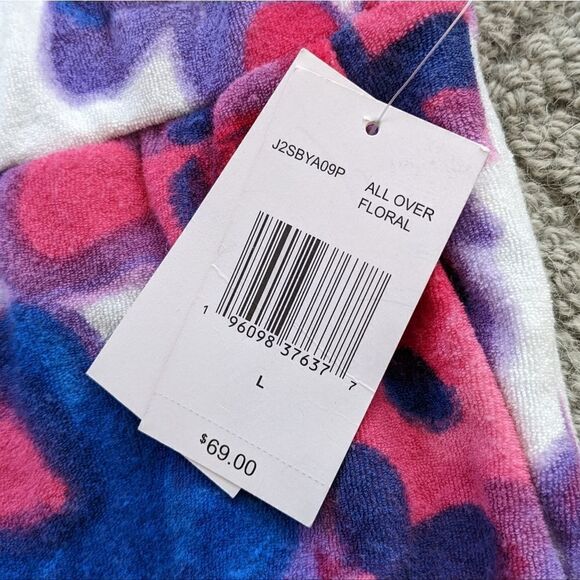 J2SBYA09P
ALL OVER
FLORAL
1 96098 37637 7
L
$69.00